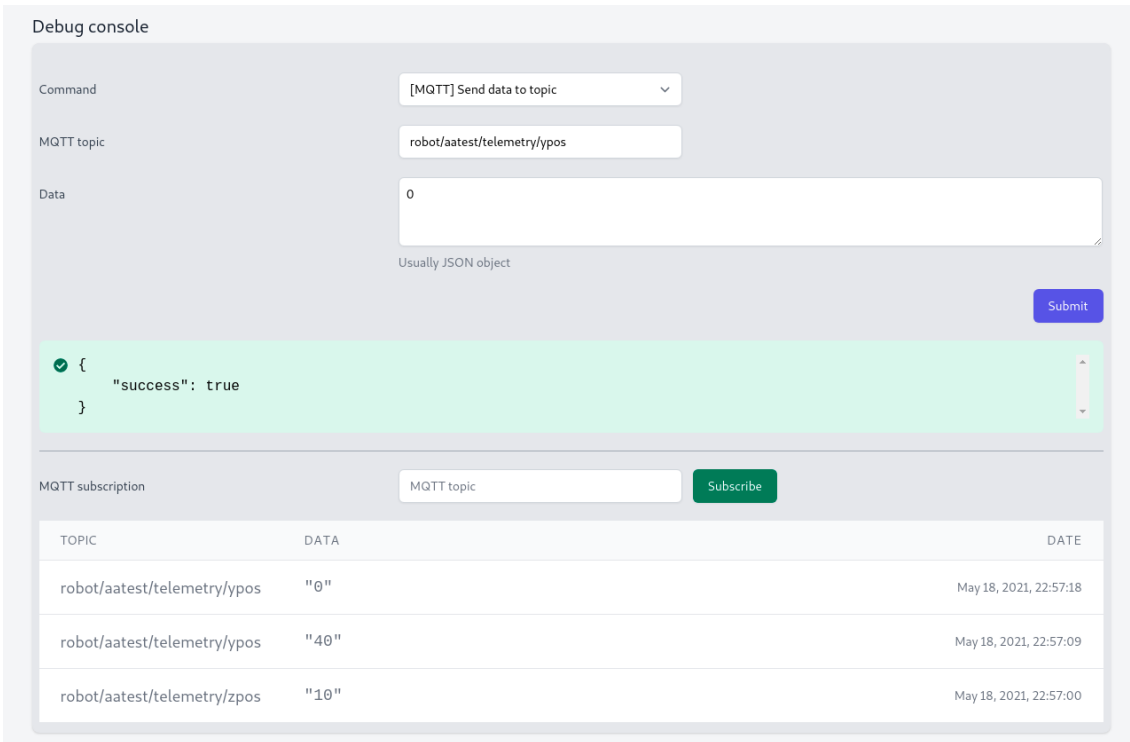 Debug console
Command [MQTT] Send data to topic
MQTT topic robot/aatest/telemetry/ypos
Data 0
Usually JSON object
Submit
{
"success": true
}
MQTT subscription MQTT topic Subscribe
TOPIC DATA DATE
robot/aatest/telemetry/ypos "0" May 18, 2021, 22:57:18
robot/aatest/telemetry/ypos "40" May 18, 2021, 22:57:09
robot/aatest/telemetry/zpos "10" May 18, 2021, 22:57:00